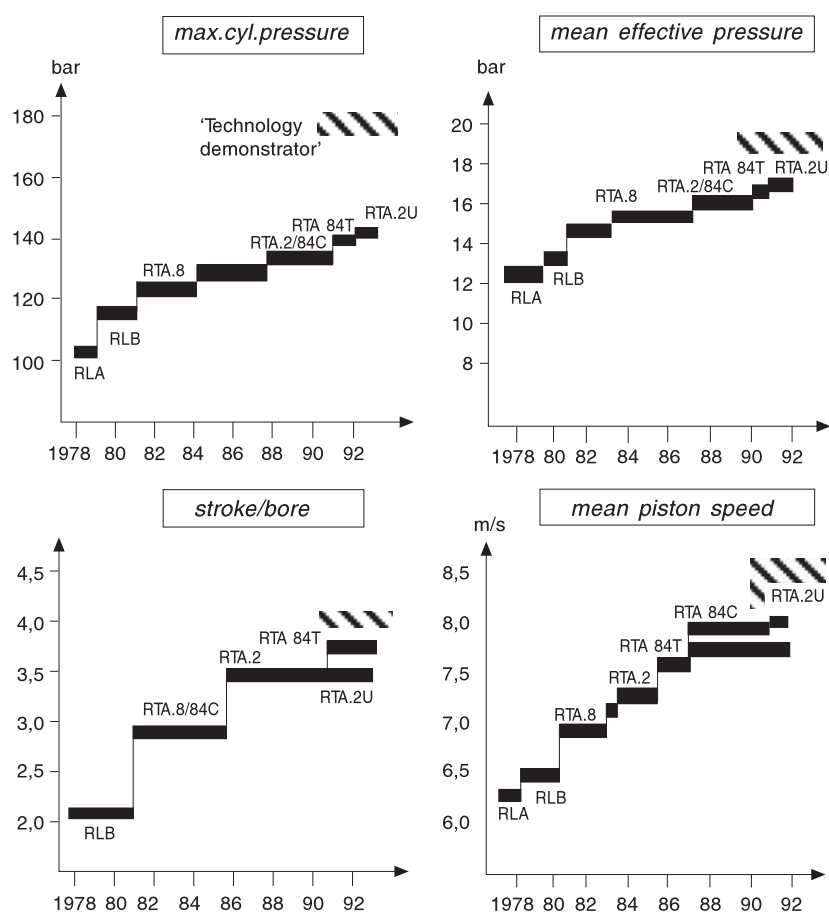 max.cyl.pressure
bar
180
160
140
120
100
'Technology
demonstrator'
RTA.2U
RTA 84T
RTA.2/84C
RTA.8
RLB
RLA
1978 80 82 84 86 88 90 92
mean effective pressure
bar
20
18
16
14
12
10
8
RTA 84T RTA.2U
RTA.2/84C
RTA.8
RLB
RLA
1978 80 82 84 86 88 90 92
stroke/bore
4,5
4,0
3,5
3,0
2,5
2,0
RTA 84T
RTA.2
RTA.2U
RTA.8/84C
RLB
1978 80 82 84 86 88 90 92
mean piston speed
m/s
8,5
8,0
7,5
7,0
6,5
6,0
RTA.2U
RTA 84C
RTA 84T
RTA.2
RTA.8
RLB
RLA
1978 80 82 84 86 88 90 92